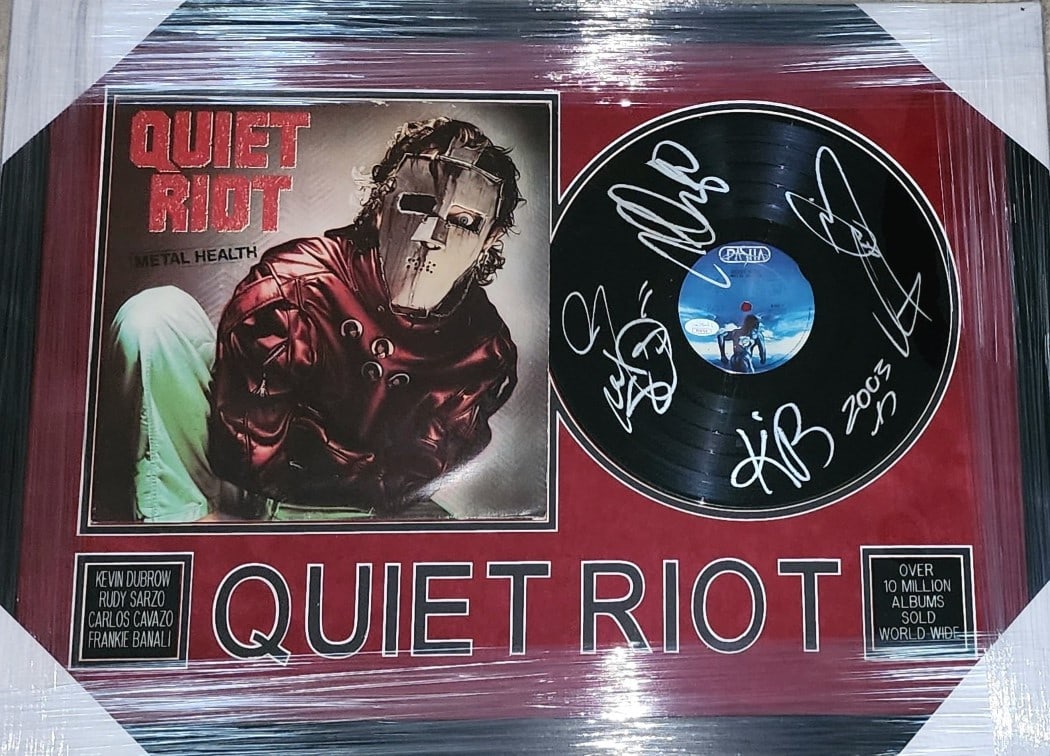 QUIET
RIOT
METAL HEALTH
PASHA
2003
KEVIN DUBROW
RUDY SARZO
CARLOS CAVAZO
FRANKIE BANALI
QUIET RIOT
OVER
10 MILLION
ALBUMS
SOLD
WORLD WIDE